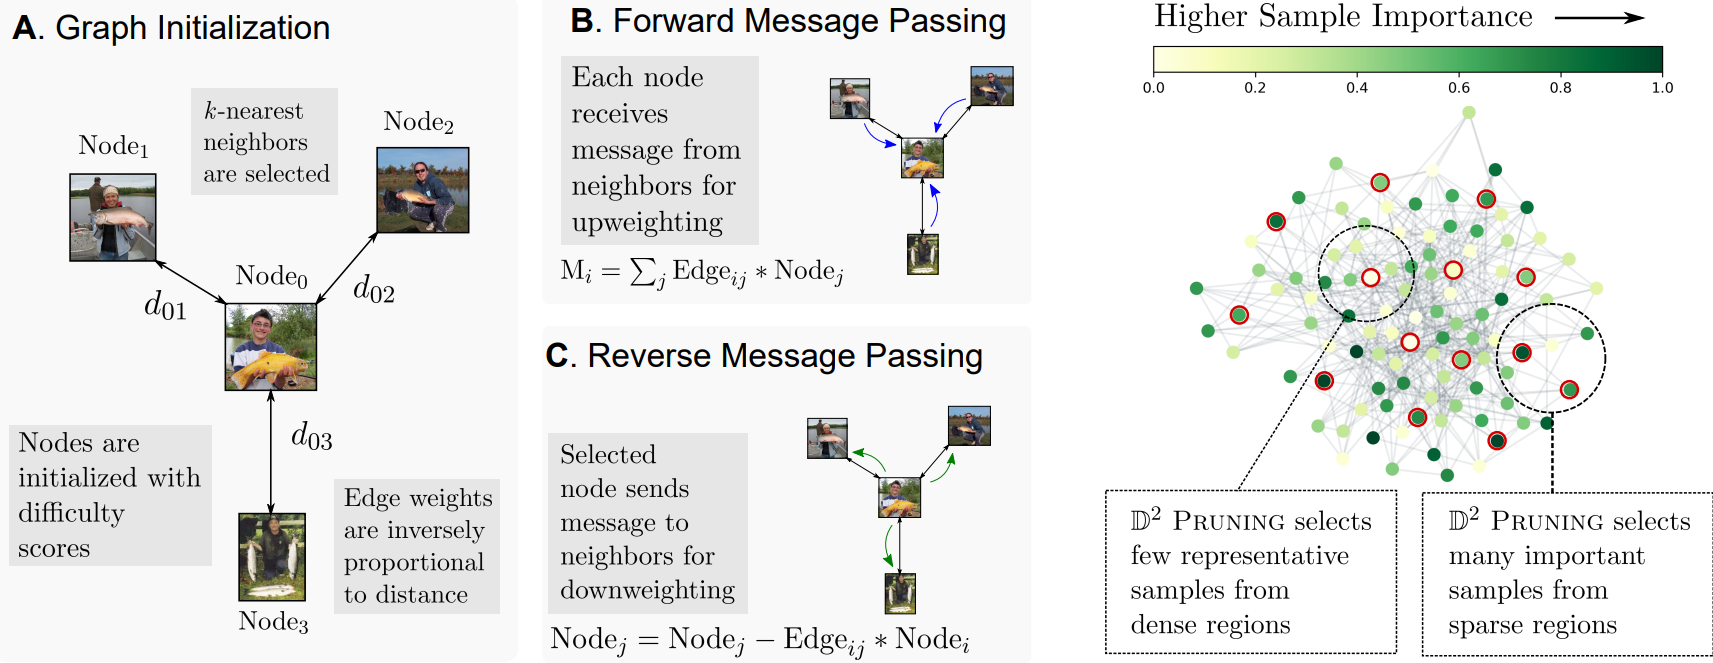 A. Graph Initialization
k-nearest
neighbors
are selected
Node₁
Node₂
Node₀
d₀₁
d₀₂
d₀₃
Nodes are
initialized with
difficulty
scores
Edge weights
are inversely
proportional
to distance
Node₃
B. Forward Message Passing
Each node
receives
message from
neighbors for
upweighting
Mᵢ = ∑ⱼ Edgeᵢⱼ ∗ Nodeⱼ
C. Reverse Message Passing
Selected
node sends
message to
neighbors for
downweighting
Nodeⱼ = Nodeⱼ − Edgeᵢⱼ ∗ Nodeᵢ
Higher Sample Importance
0.0 0.2 0.4 0.6 0.8 1.0
𝔻² PRUNING selects
few representative
samples from
dense regions
𝔻² PRUNING selects
many important
samples from
sparse regions